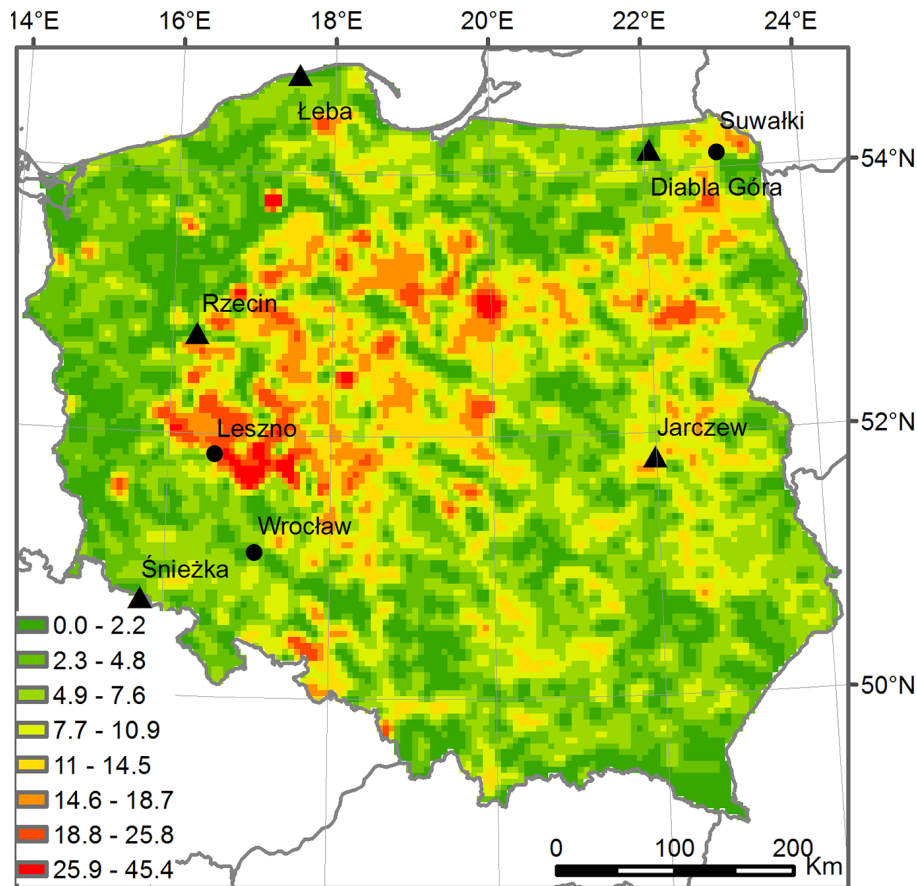 14°E 16°E 18°E 20°E 22°E 24°E
Łeba
Suwałki
54°N
Diabla Góra
Rzecin
52°N
Leszno
Jarczew
Wrocław
Śnieżka
0.0 - 2.2
2.3 - 4.8
4.9 - 7.6
50°N
7.7 - 10.9
11 - 14.5
14.6 - 18.7
18.8 - 25.8
25.9 - 45.4
0 100 200
Km